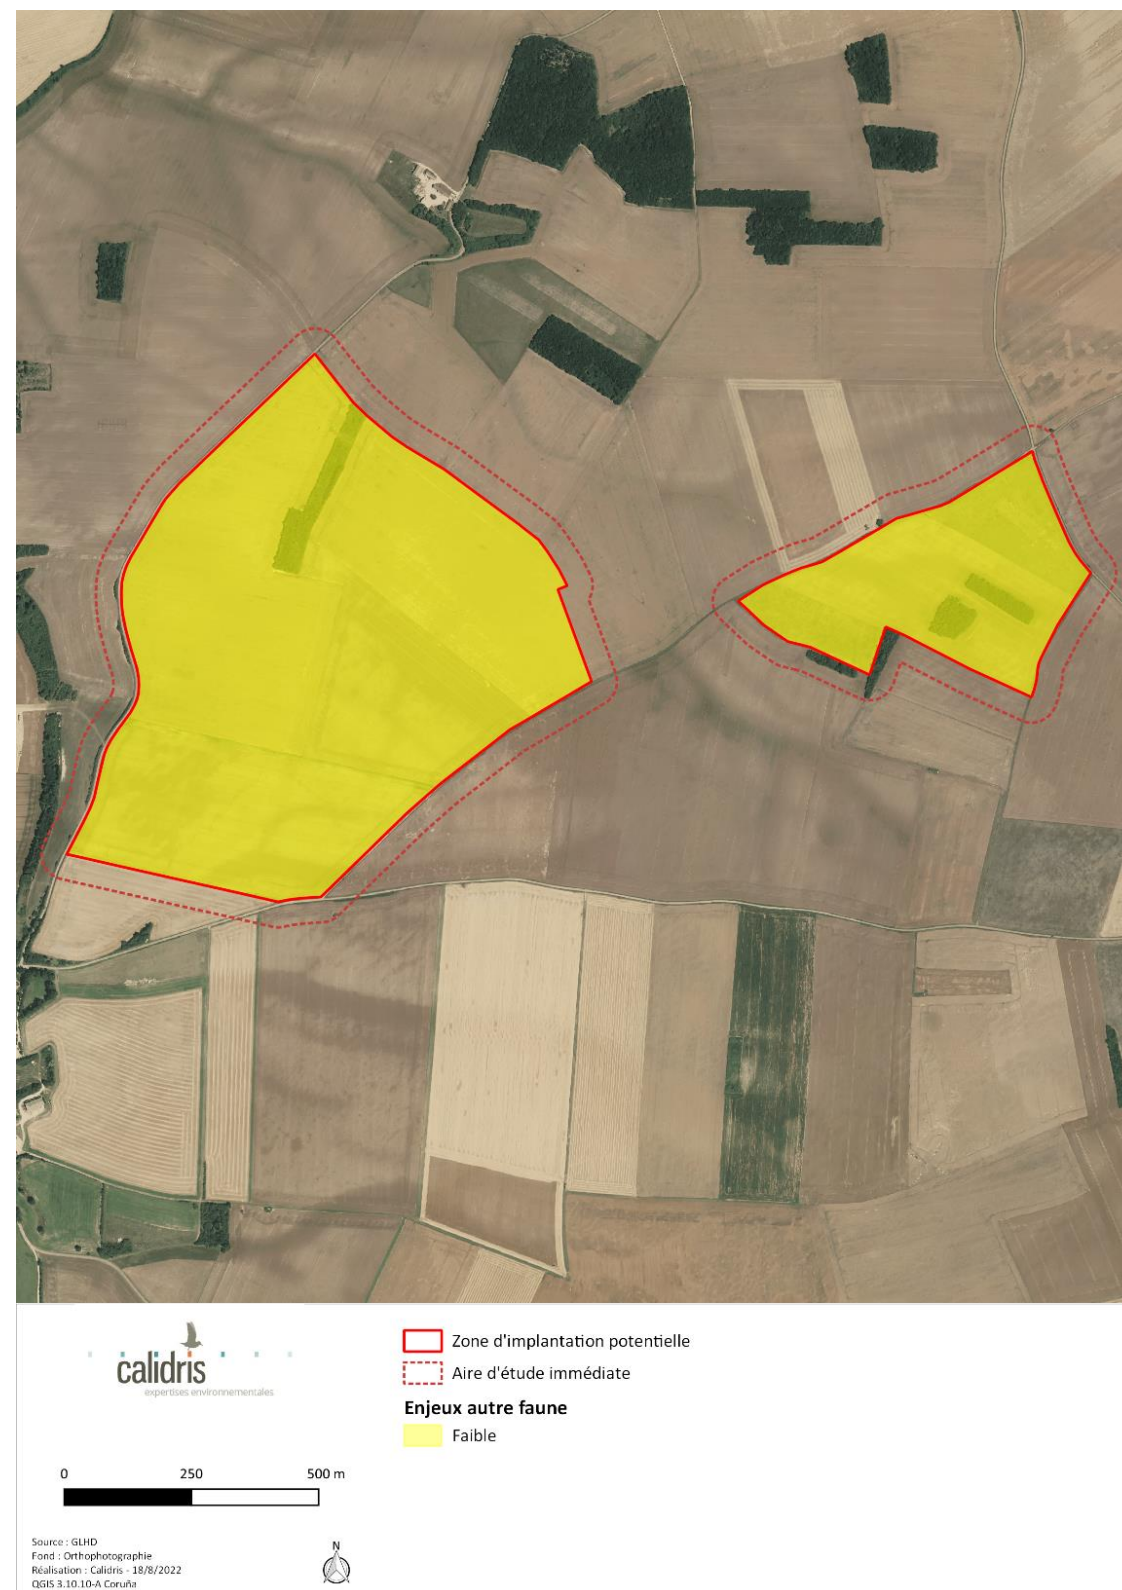 calidris
expertises environnementales
Zone d'implantation potentielle
Aire d'étude immédiate
Enjeux autre faune
Faible
0 250 500 m
Source : GLHD
Fond : Orthophotographie
Réalisation : Calidris - 18/8/2022
QGIS 3.10.10-A Coruña
N